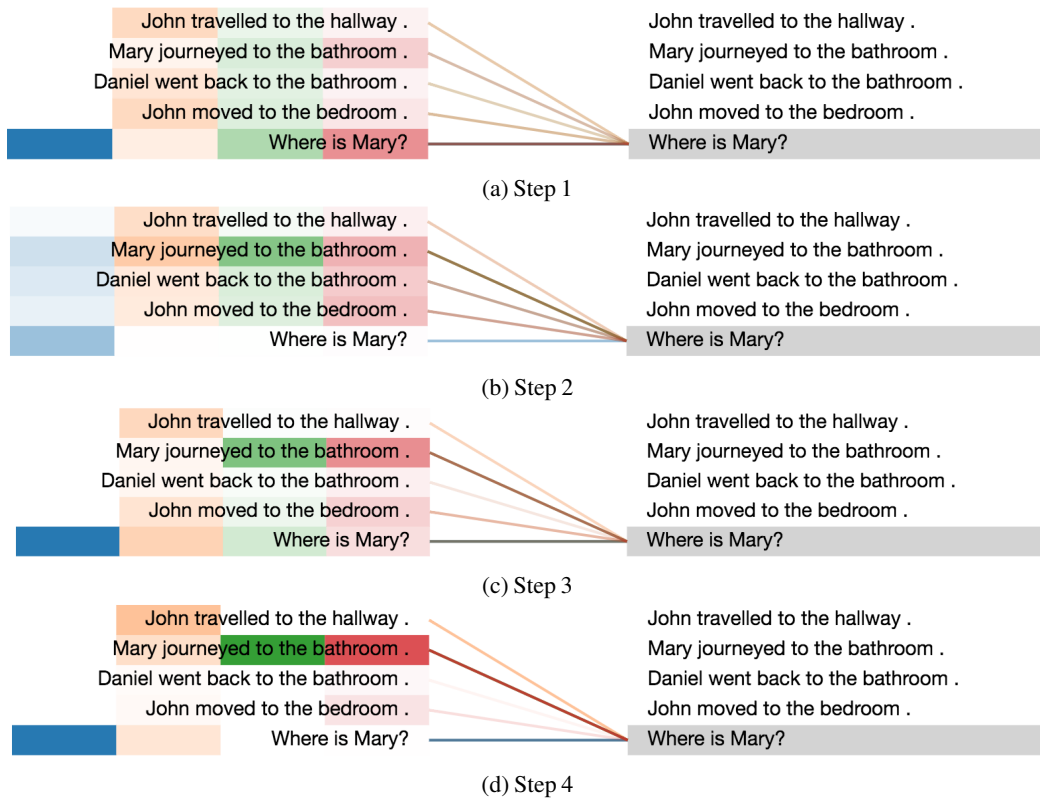 John travelled to the hallway . John travelled to the hallway .
Mary journeyed to the bathroom . Mary journeyed to the bathroom .
Daniel went back to the bathroom . Daniel went back to the bathroom .
John moved to the bedroom . John moved to the bedroom .
Where is Mary? Where is Mary?
(a) Step 1
John travelled to the hallway . John travelled to the hallway .
Mary journeyed to the bathroom . Mary journeyed to the bathroom .
Daniel went back to the bathroom . Daniel went back to the bathroom .
John moved to the bedroom . John moved to the bedroom .
Where is Mary? Where is Mary?
(b) Step 2
John travelled to the hallway . John travelled to the hallway .
Mary journeyed to the bathroom . Mary journeyed to the bathroom .
Daniel went back to the bathroom . Daniel went back to the bathroom .
John moved to the bedroom . John moved to the bedroom .
Where is Mary? Where is Mary?
(c) Step 3
John travelled to the hallway . John travelled to the hallway .
Mary journeyed to the bathroom . Mary journeyed to the bathroom .
Daniel went back to the bathroom . Daniel went back to the bathroom .
John moved to the bedroom . John moved to the bedroom .
Where is Mary? Where is Mary?
(d) Step 4